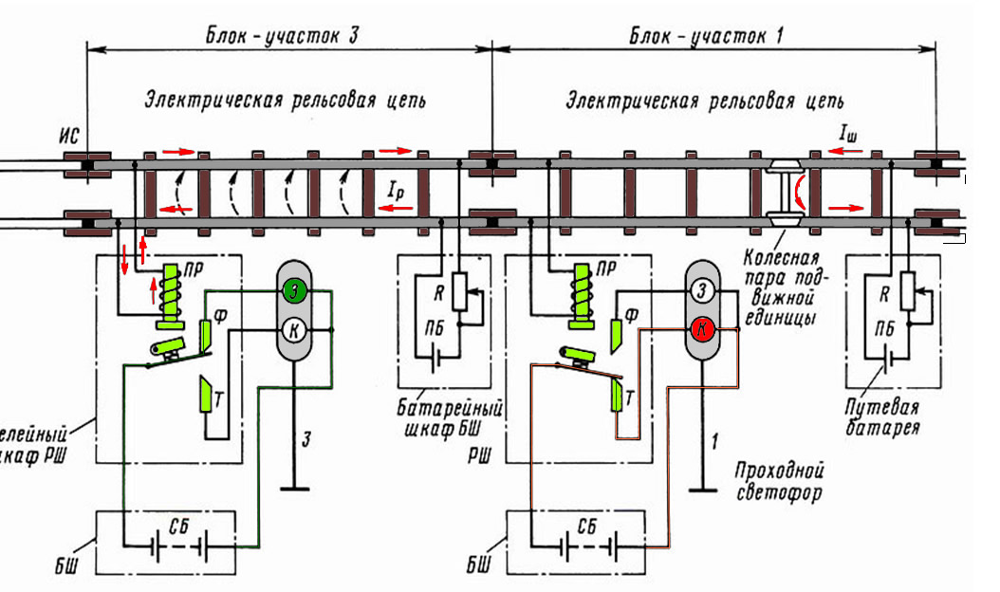 Блок - участок 3
Блок - участок 1
Электрическая рельсовая цепь
Электрическая рельсовая цепь
ИС
Iш
Iр
ПР
З
Ф
К
Т
R
ПБ
Батарейный
шкаф БШ
елейный
каф РШ
3
СБ
БШ
ПР
З
Ф
К
Т
РШ
1
Колесная
пара под-
вижной
единицы
R
ПБ
Путевая
батарея
Проходной
светофор
СБ
БШ